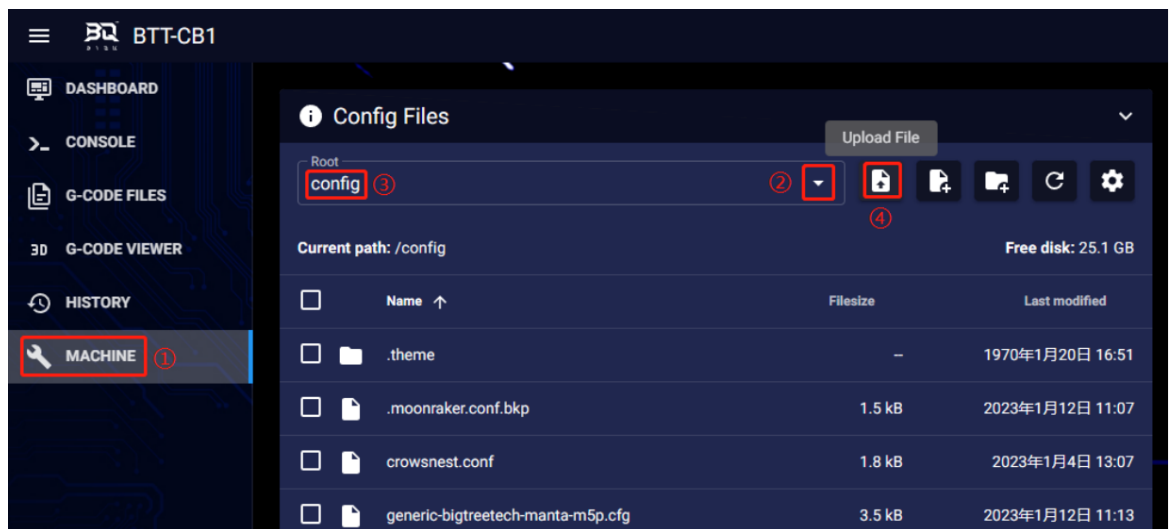 BIQU BTT-CB1
DASHBOARD
CONSOLE
G-CODE FILES
3D G-CODE VIEWER
HISTORY
MACHINE ①
Config Files
Upload File
Root
config ③ ②
④
Current path: /config Free disk: 25.1 GB
Name ↑ Filesize Last modified
.theme -- 1970年1月20日 16:51
.moonraker.conf.bkp 1.5 kB 2023年1月12日 11:07
crowsnest.conf 1.8 kB 2023年1月4日 13:07
generic-bigtreetech-manta-m5p.cfg 3.5 kB 2023年1月12日 11:13